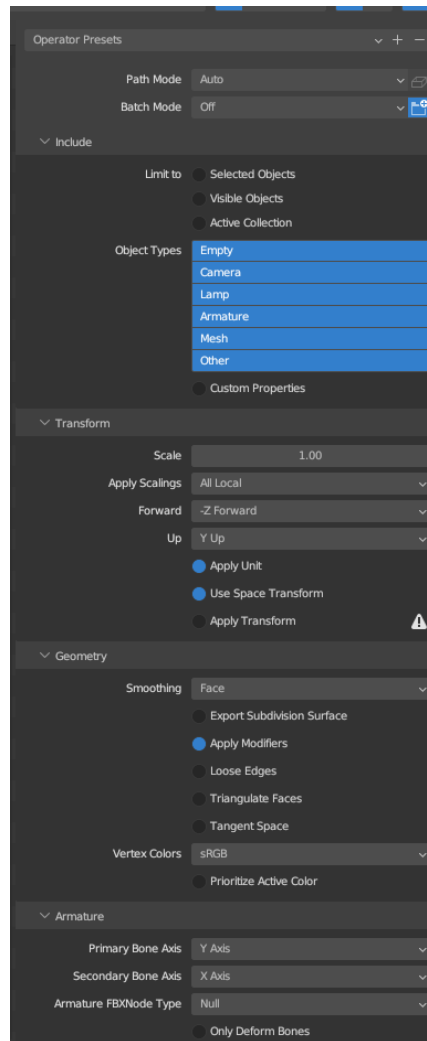 Operator Presets
Path Mode Auto
Batch Mode Off
Include
Limit to Selected Objects
Visible Objects
Active Collection
Object Types Empty
Camera
Lamp
Armature
Mesh
Other
Custom Properties
Transform
Scale 1.00
Apply Scalings All Local
Forward -Z Forward
Up Y Up
Apply Unit
Use Space Transform
Apply Transform
Geometry
Smoothing Face
Export Subdivision Surface
Apply Modifiers
Loose Edges
Triangulate Faces
Tangent Space
Vertex Colors sRGB
Prioritize Active Color
Armature
Primary Bone Axis Y Axis
Secondary Bone Axis X Axis
Armature FBXNode Type Null
Only Deform Bones